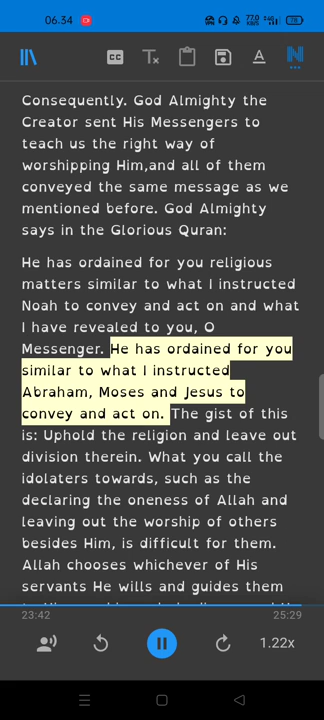 06.34
CC
Consequently. God Almighty the
Creator sent His Messengers to
teach us the right way of
worshipping Him,and all of them
conveyed the same message as we
mentioned before. God Almighty
says in the Glorious Quran:
He has ordained for you religious
matters similar to what I instructed
Noah to convey and act on and what
I have revealed to you, O
Messenger. He has ordained for you
similar to what I instructed
Abraham, Moses and Jesus to
convey and act on. The gist of this
is: Uphold the religion and leave out
division therein. What you call the
idolaters towards, such as the
declaring the oneness of Allah and
leaving out the worship of others
besides Him, is difficult for them.
Allah chooses whichever of His
servants He wills and guides them
23:42
25:29
1.22x